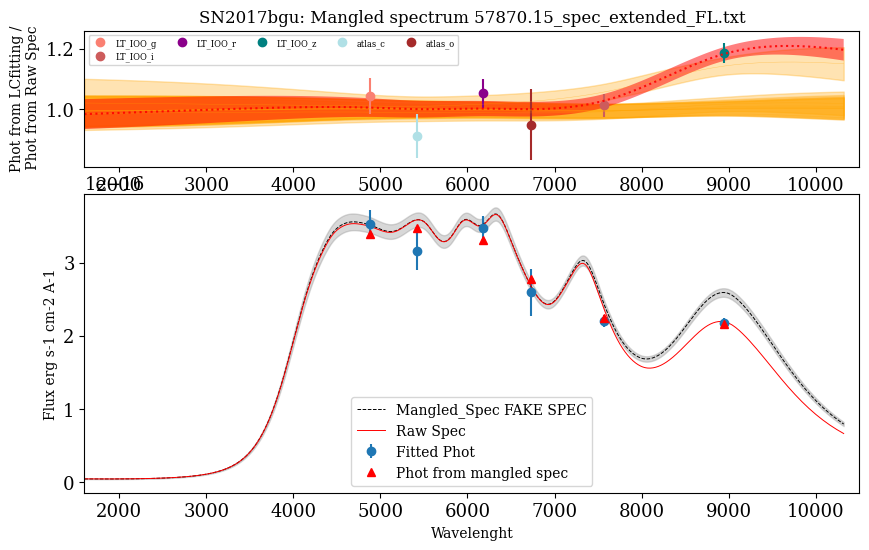 SN2017bgu: Mangled spectrum 57870.15_spec_extended_FL.txt
Phot from LCfitting /
Phot from Raw Spec
1.2
1.0
LT_IOO_g
LT_IOO_i
LT_IOO_r
LT_IOO_z
atlas_c
atlas_o
2000 3000 4000 5000 6000 7000 8000 9000 10000
1e−16
Flux erg s-1 cm-2 A-1
3
2
1
0
Mangled_Spec FAKE SPEC
Raw Spec
Fitted Phot
Phot from mangled spec
2000 3000 4000 5000 6000 7000 8000 9000 10000
Wavelenght